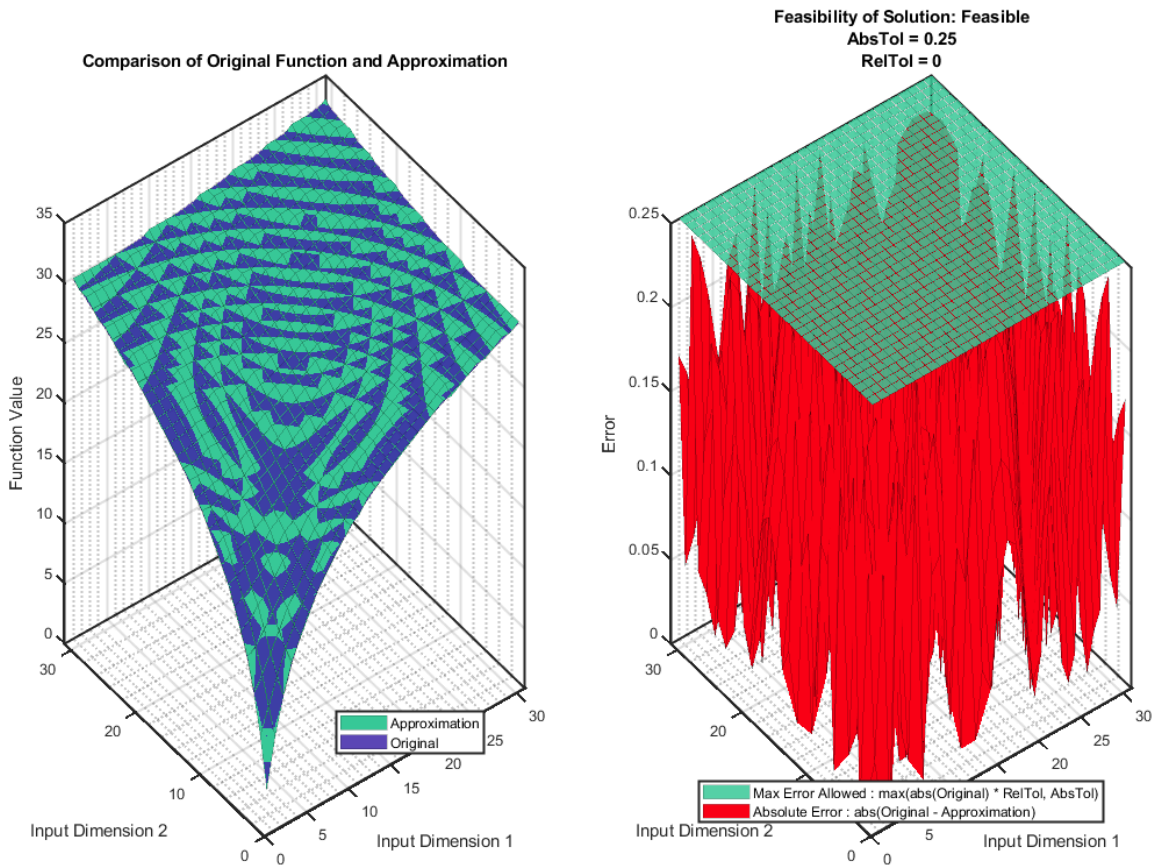 Comparison of Original Function and Approximation
Function Value
35
30
25
20
15
10
5
0
30
20
10
0
Input Dimension 2
0
5
10
15
20
25
30
Input Dimension 1
Approximation
Original
Feasibility of Solution: Feasible
AbsTol = 0.25
RelTol = 0
Error
0.25
0.2
0.15
0.1
0.05
0
30
20
10
0
Input Dimension 2
0
5
20
25
30
Input Dimension 1
Max Error Allowed : max(abs(Original) * RelTol, AbsTol)
Absolute Error : abs(Original - Approximation)